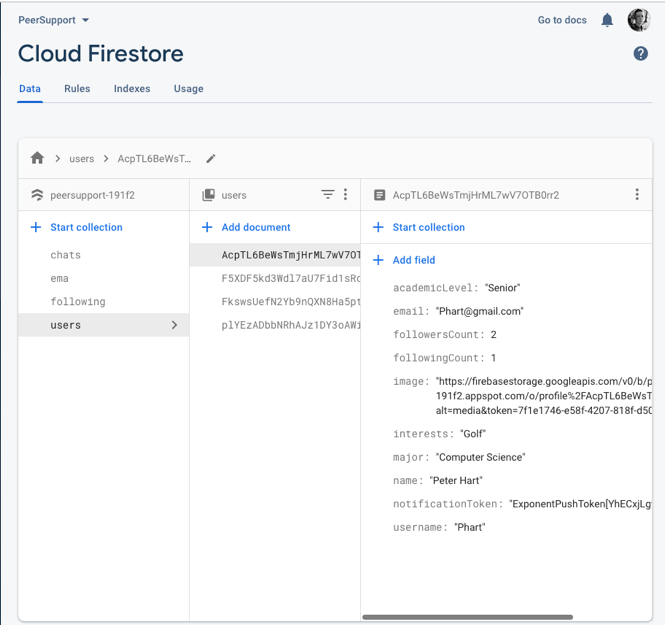 PeerSupport
Go to docs
Cloud Firestore
Data Rules Indexes Usage
users AcpTL6BeWsT...
peersupport-191f2
users
AcpTL6BeWsTmjHrML7wV7OTB0rr2
Start collection
Add document
Start collection
chats
ema
following
users
AcpTL6BeWsTmjHrML7wV7OT
F5XDF5kd3Wdl7aU7Fid1sRc
FkswsUefN2Yb9nQXN8Ha5pt
plYEzADbbNRhAJz1DY3oAWi
Add field
academicLevel: "Senior"
email: "Phart@gmail.com"
followersCount: 2
followingCount: 1
image: "https://firebasestorage.googleapis.com/v0/b/p
191f2.appspot.com/o/profile%2FAcpTL6BeWsT
alt=media&token=7f1e1746-e58f-4207-818f-d50
interests: "Golf"
major: "Computer Science"
name: "Peter Hart"
notificationToken: "ExponentPushToken[YhECxjLg
username: "Phart"